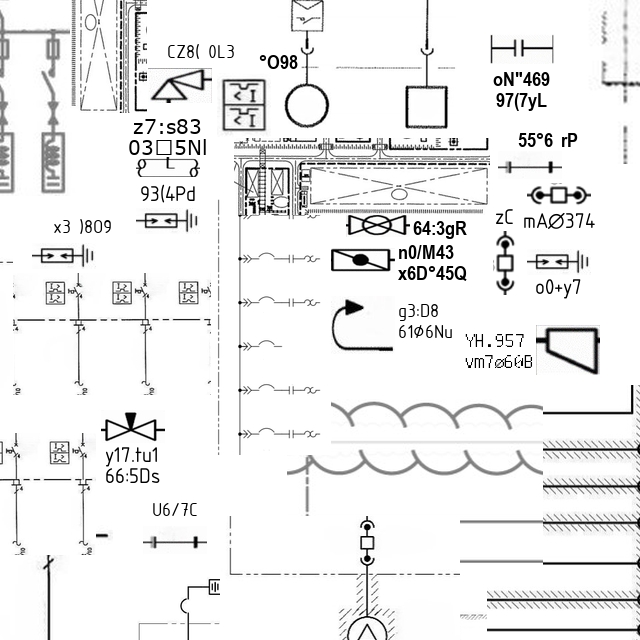 CZ8( 0L3
°O98
oN"469
97(7yL
z7:s83
03□5Nl
55°6 rP
93(4Pd
x3 )809
zC
mAØ374
64:3gR
n0/M43
x6D°45Q
o0+y7
g3:D8
61Ø6Nu
YH.957
vm7ø60B
y17.tu1
66:5Ds
U6/7C